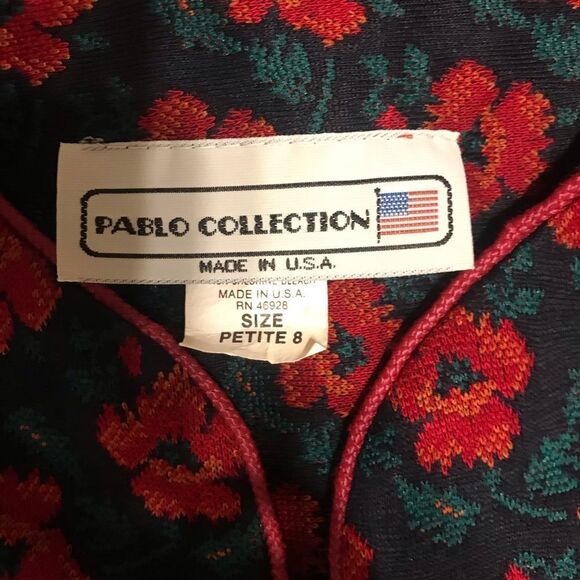 PABLO COLLECTION
MADE IN U.S.A.
MADE IN U.S.A.
RN 46928
SIZE
PETITE 8